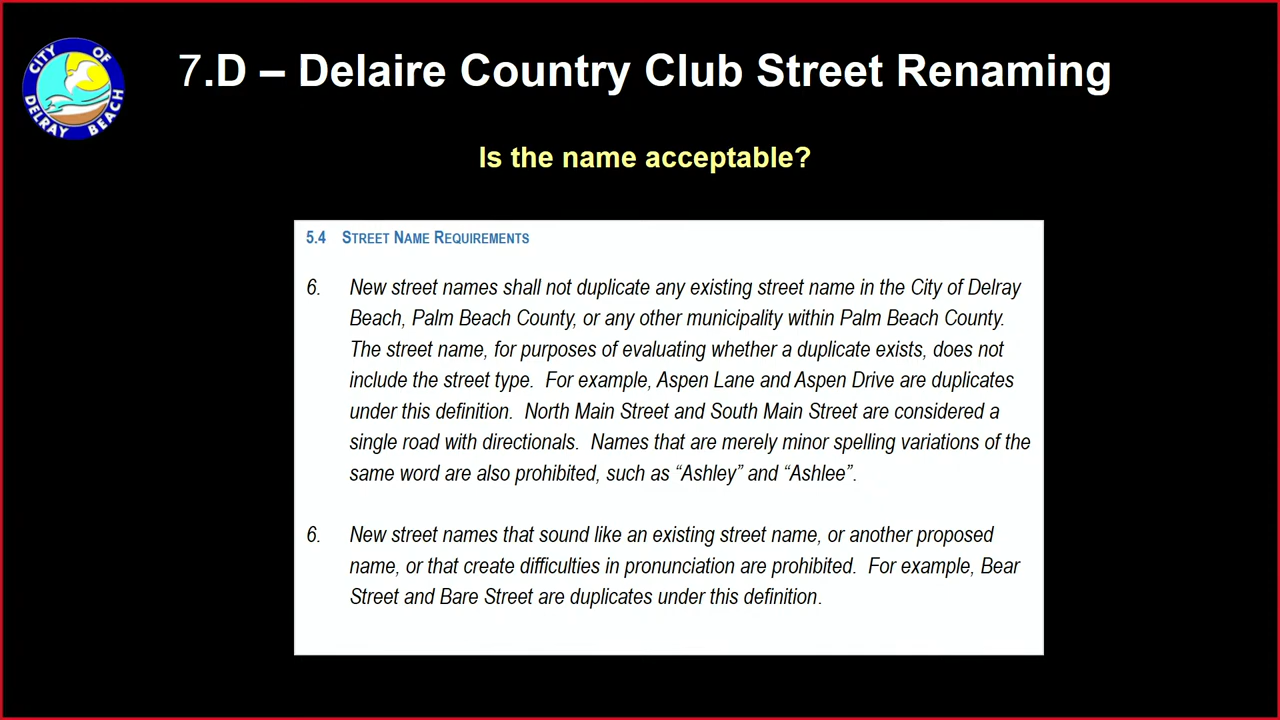 CITY OF
DELRAY BEACH
7.D – Delaire Country Club Street Renaming
Is the name acceptable?
5.4 STREET NAME REQUIREMENTS
6. New street names shall not duplicate any existing street name in the City of Delray
Beach, Palm Beach County, or any other municipality within Palm Beach County.
The street name, for purposes of evaluating whether a duplicate exists, does not
include the street type. For example, Aspen Lane and Aspen Drive are duplicates
under this definition. North Main Street and South Main Street are considered a
single road with directionals. Names that are merely minor spelling variations of the
same word are also prohibited, such as “Ashley” and “Ashlee”.
6. New street names that sound like an existing street name, or another proposed
name, or that create difficulties in pronunciation are prohibited. For example, Bear
Street and Bare Street are duplicates under this definition.